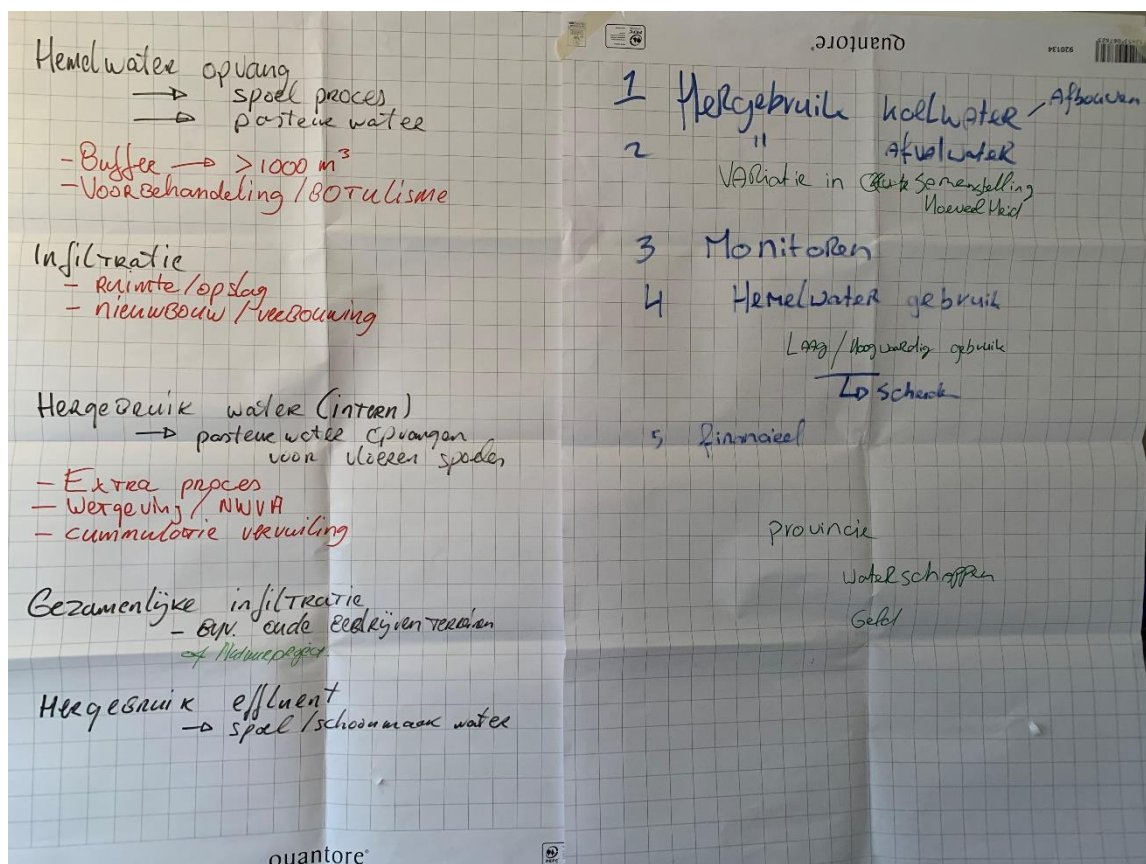 Hemelwater opvang
→ spoel proces
→ pasteur water
- Buffer → >1000 m³
- Voorbehandeling / BOTulisme
Infiltratie
- Ruimte/opslag
- nieuwbouw / verbouwing
Hergebruik water (intern)
→ pasteur water opvangen
voor vloeren spoelen
- Extra proces
- Wetgeving / NWVA
- cummulatie vervuiling
Gezamenlijke infiltratie
- Bijv. oude bedrijventerreinen
of
Hergebruik effluent
→ spoel/schoonmaak water
quantore
quantore
920134
1 Hergebruik koelwater / Afbouwen
2 " Afvalwater
Variatie in Samenstelling
Hoeveelheid
3 Monitoren
4 Hemelwater gebruik
Laag/Hoogwaardig gebruik
5 financieel
provincie
Waterschappen
Geld